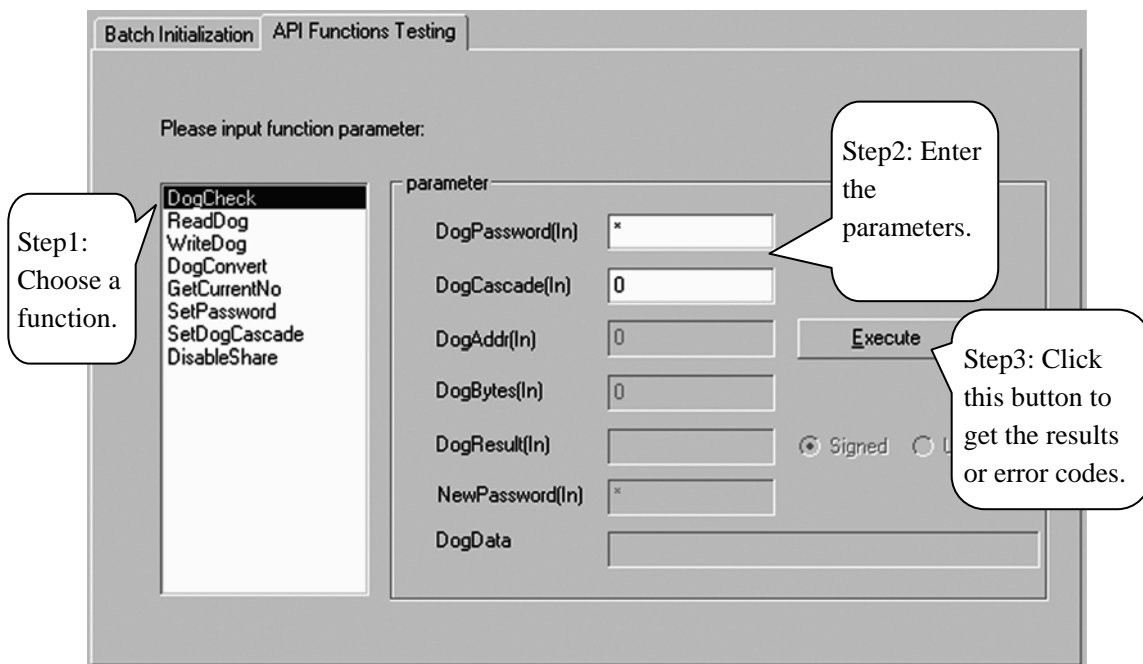 Batch Initialization
API Functions Testing
Please input function parameter:
DogCheck
ReadDog
WriteDog
DogConvert
GetCurrentNo
SetPassword
SetDogCascade
DisableShare
Step1:
Choose a
function.
parameter
DogPassword(In)
*
DogCascade(In)
0
DogAddr(In)
0
DogBytes(In)
0
DogResult(In)
Signed
NewPassword(In)
*
DogData
Execute
Step2: Enter
the
parameters.
Step3: Click
this button to
get the results
or error codes.